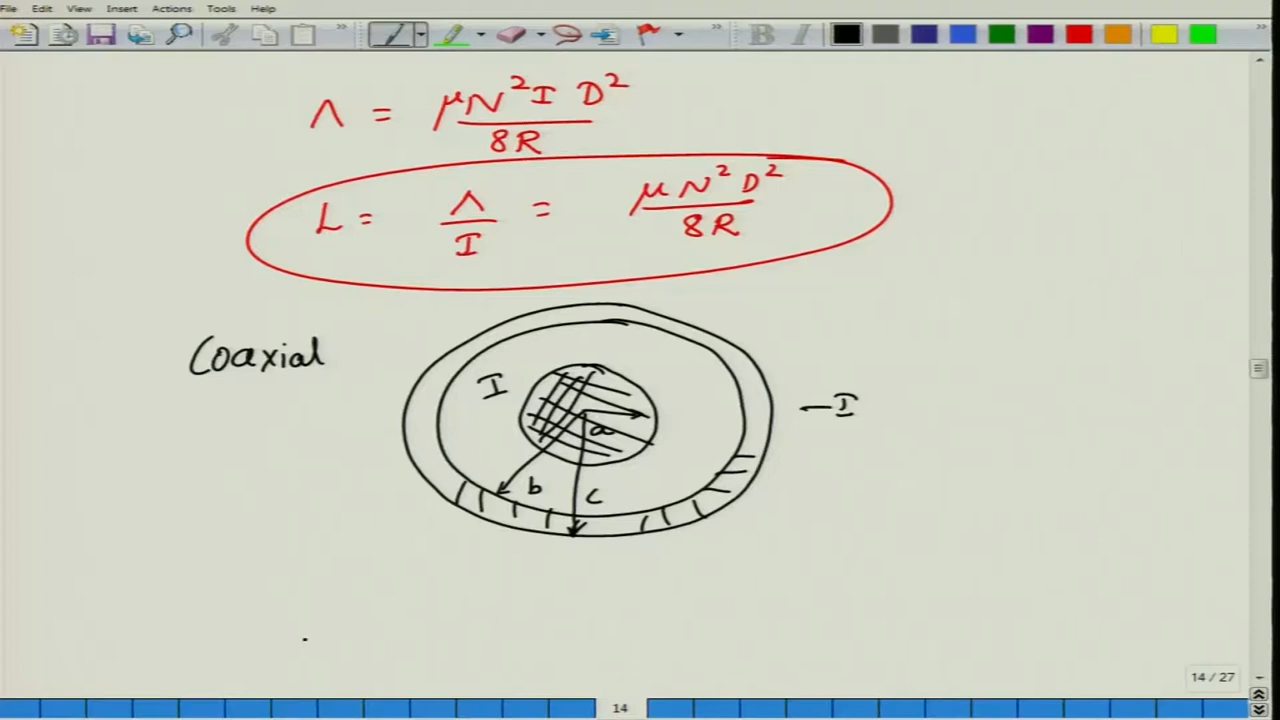 File Edit View Insert Actions Tools Help
Λ = μN²I D² / 8R
L = Λ / I = μN²D² / 8R
Coaxial
I
-I
a
b
c
14 / 27
14